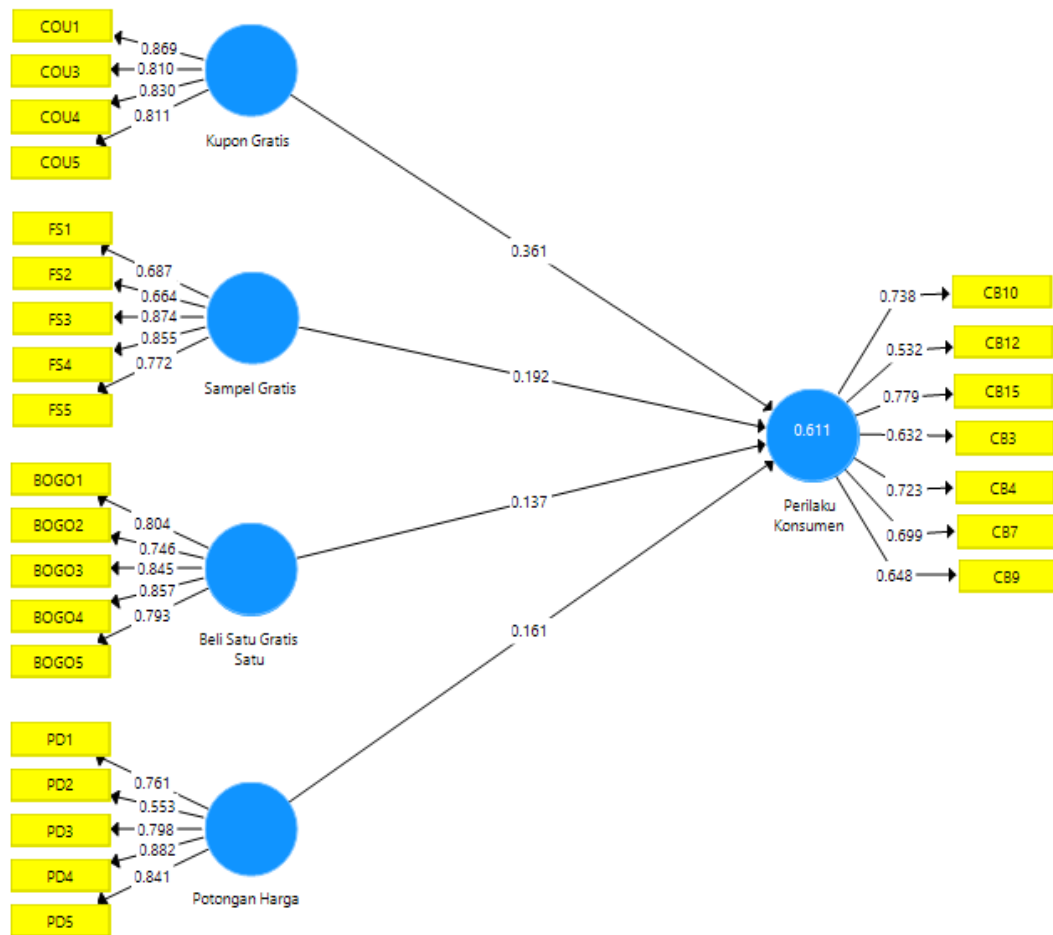 COU1
COU3
COU4
COU5
0.869
0.810
0.830
0.811
Kupon Gratis
FS1
FS2
FS3
FS4
FS5
0.687
0.664
0.874
0.855
0.772
Sampel Gratis
BOGO1
BOGO2
BOGO3
BOGO4
BOGO5
0.804
0.746
0.845
0.857
0.793
Beli Satu Gratis
Satu
PD1
PD2
PD3
PD4
PD5
0.761
0.553
0.798
0.882
0.841
Potongan Harga
0.361
0.192
0.137
0.161
0.611
Perilaku
Konsumen
0.738
0.532
0.779
0.632
0.723
0.699
0.648
CB10
CB12
CB15
CB3
CB4
CB7
CB9